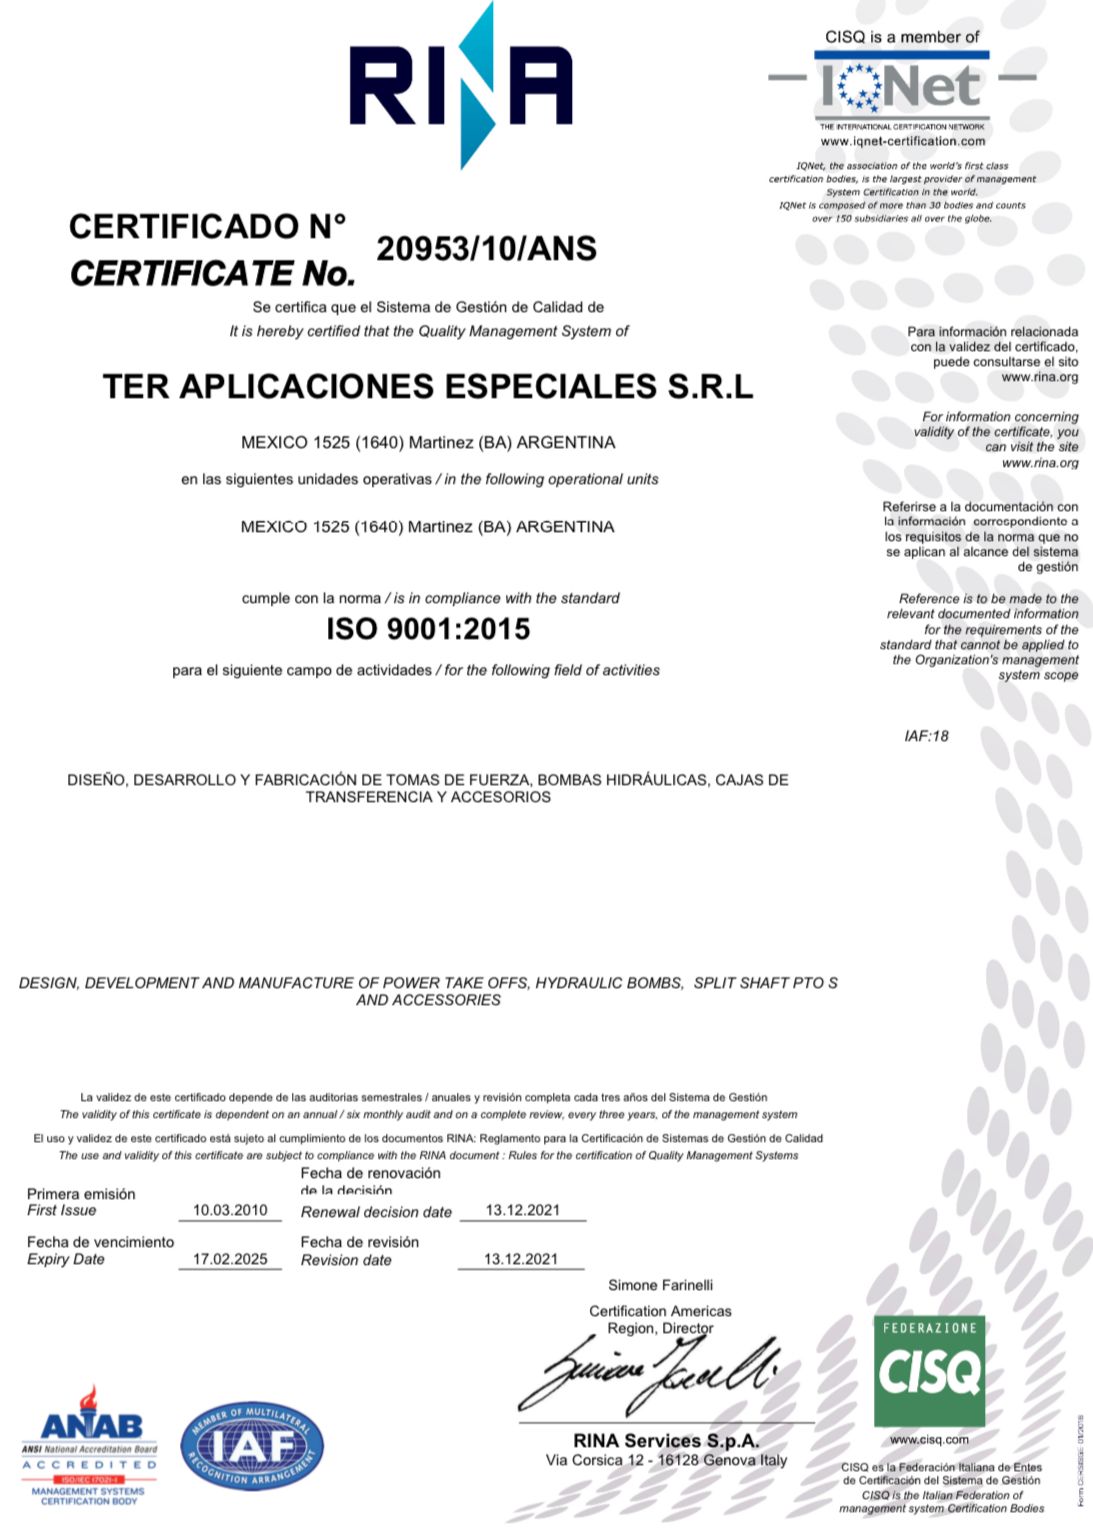 RINA
CISQ is a member of
IQNet
THE INTERNATIONAL CERTIFICATION NETWORK
www.iqnet-certification.com
IQNet, the association of the world's first class
certification bodies, is the largest provider of management
System Certification in the world.
IQNet is composed of more than 30 bodies and counts
over 150 subsidiaries all over the globe.
CERTIFICADO N°
CERTIFICATE No.
20953/10/ANS
Se certifica que el Sistema de Gestión de Calidad de
It is hereby certified that the Quality Management System of
TER APLICACIONES ESPECIALES S.R.L
MEXICO 1525 (1640) Martinez (BA) ARGENTINA
en las siguientes unidades operativas / in the following operational units
MEXICO 1525 (1640) Martinez (BA) ARGENTINA
cumple con la norma / is in compliance with the standard
ISO 9001:2015
para el siguiente campo de actividades / for the following field of activities
Para información relacionada
con la validez del certificado,
puede consultarse el sito
www.rina.org
For information concerning
validity of the certificate, you
can visit the site
www.rina.org
Referirse a la documentación con
la información correspondiente a
los requisitos de la norma que no
se aplican al alcance del sistema
de gestión
Reference is to be made to the
relevant documented information
for the requirements of the
standard that cannot be applied to
the Organization's management
system scope
IAF:18
DISEÑO, DESARROLLO Y FABRICACIÓN DE TOMAS DE FUERZA, BOMBAS HIDRÁULICAS, CAJAS DE
TRANSFERENCIA Y ACCESORIOS
DESIGN, DEVELOPMENT AND MANUFACTURE OF POWER TAKE OFFS, HYDRAULIC BOMBS, SPLIT SHAFT PTO S
AND ACCESSORIES
La validez de este certificado depende de las auditorias semestrales / anuales y revisión completa cada tres años del Sistema de Gestión
The validity of this certificate is dependent on an annual / six monthly audit and on a complete review, every three years, of the management system
El uso y validez de este certificado está sujeto al cumplimiento de los documentos RINA: Reglamento para la Certificación de Sistemas de Gestión de Calidad
The use and validity of this certificate are subject to compliance with the RINA document : Rules for the certification of Quality Management Systems
Primera emisión
First Issue
10.03.2010
Fecha de renovación
de la decisión
Renewal decision date
13.12.2021
Fecha de vencimiento
Expiry Date
17.02.2025
Fecha de revisión
Revision date
13.12.2021
Simone Farinelli
Certification Americas
Region, Director
RINA Services S.p.A.
Via Corsica 12 - 16128 Genova Italy
ANAB
ANSI National Accreditation Board
ACCREDITED
ISO/IEC 17021-1
MANAGEMENT SYSTEMS
CERTIFICATION BODY
MEMBER OF MULTILATERAL
IAF
RECOGNITION ARRANGEMENT
FEDERAZIONE
CISQ
www.cisq.com
CISQ es la Federación Italiana de Entes
de Certificación del Sistema de Gestión
CISQ is the Italian Federation of
management system Certification Bodies